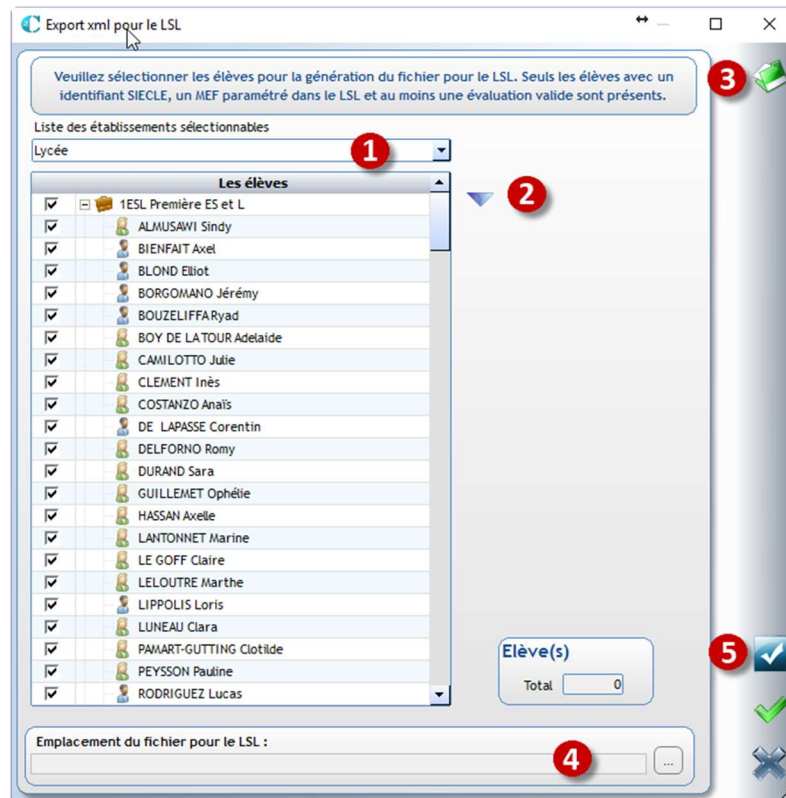 Export xml pour le LSL
Veuillez sélectionner les élèves pour la génération du fichier pour le LSL. Seuls les élèves avec un
identifiant SIECLE, un MEF paramétré dans le LSL et au moins une évaluation valide sont présents.
3
Liste des établissements sélectionnables
Lycée
1
Les élèves
2
1ESL Première ES et L
ALMUSAWI Sindy
BIENFAIT Axel
BLOND Elliot
BORGOMANO Jérémy
BOUZELIFFA Ryad
BOY DE LA TOUR Adelaide
CAMILOTTO Julie
CLEMENT Inès
COSTANZO Anaïs
DE  LAPASSE Corentin
DELFORNO Romy
DURAND Sara
GUILLEMET Ophélie
HASSAN Axelle
LANTONNET Marine
LE GOFF Claire
LELOUTRE Marthe
LIPPOLIS Loris
LUNEAU Clara
PAMART-GUTTING Clotilde
PEYSSON Pauline
RODRIGUEZ Lucas
Elève(s)
Total 0
5
Emplacement du fichier pour le LSL :
4
...